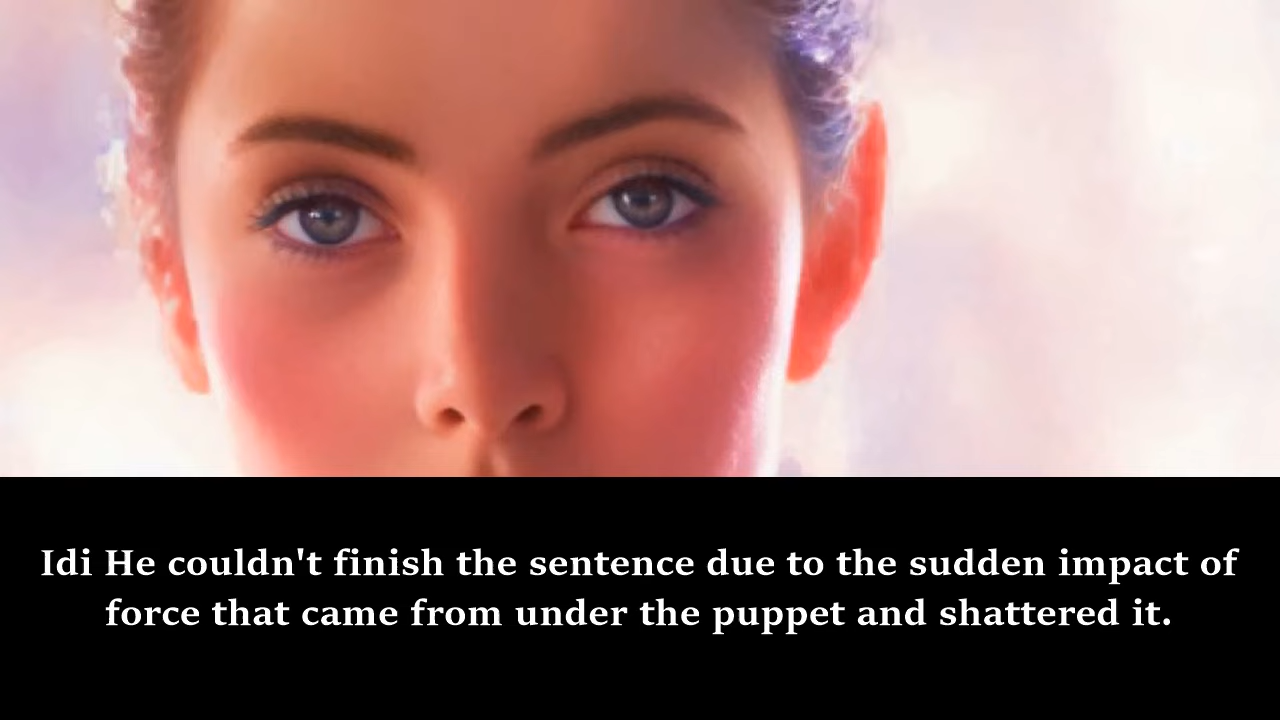 Idi He couldn't finish the sentence due to the sudden impact of
force that came from under the puppet and shattered it.